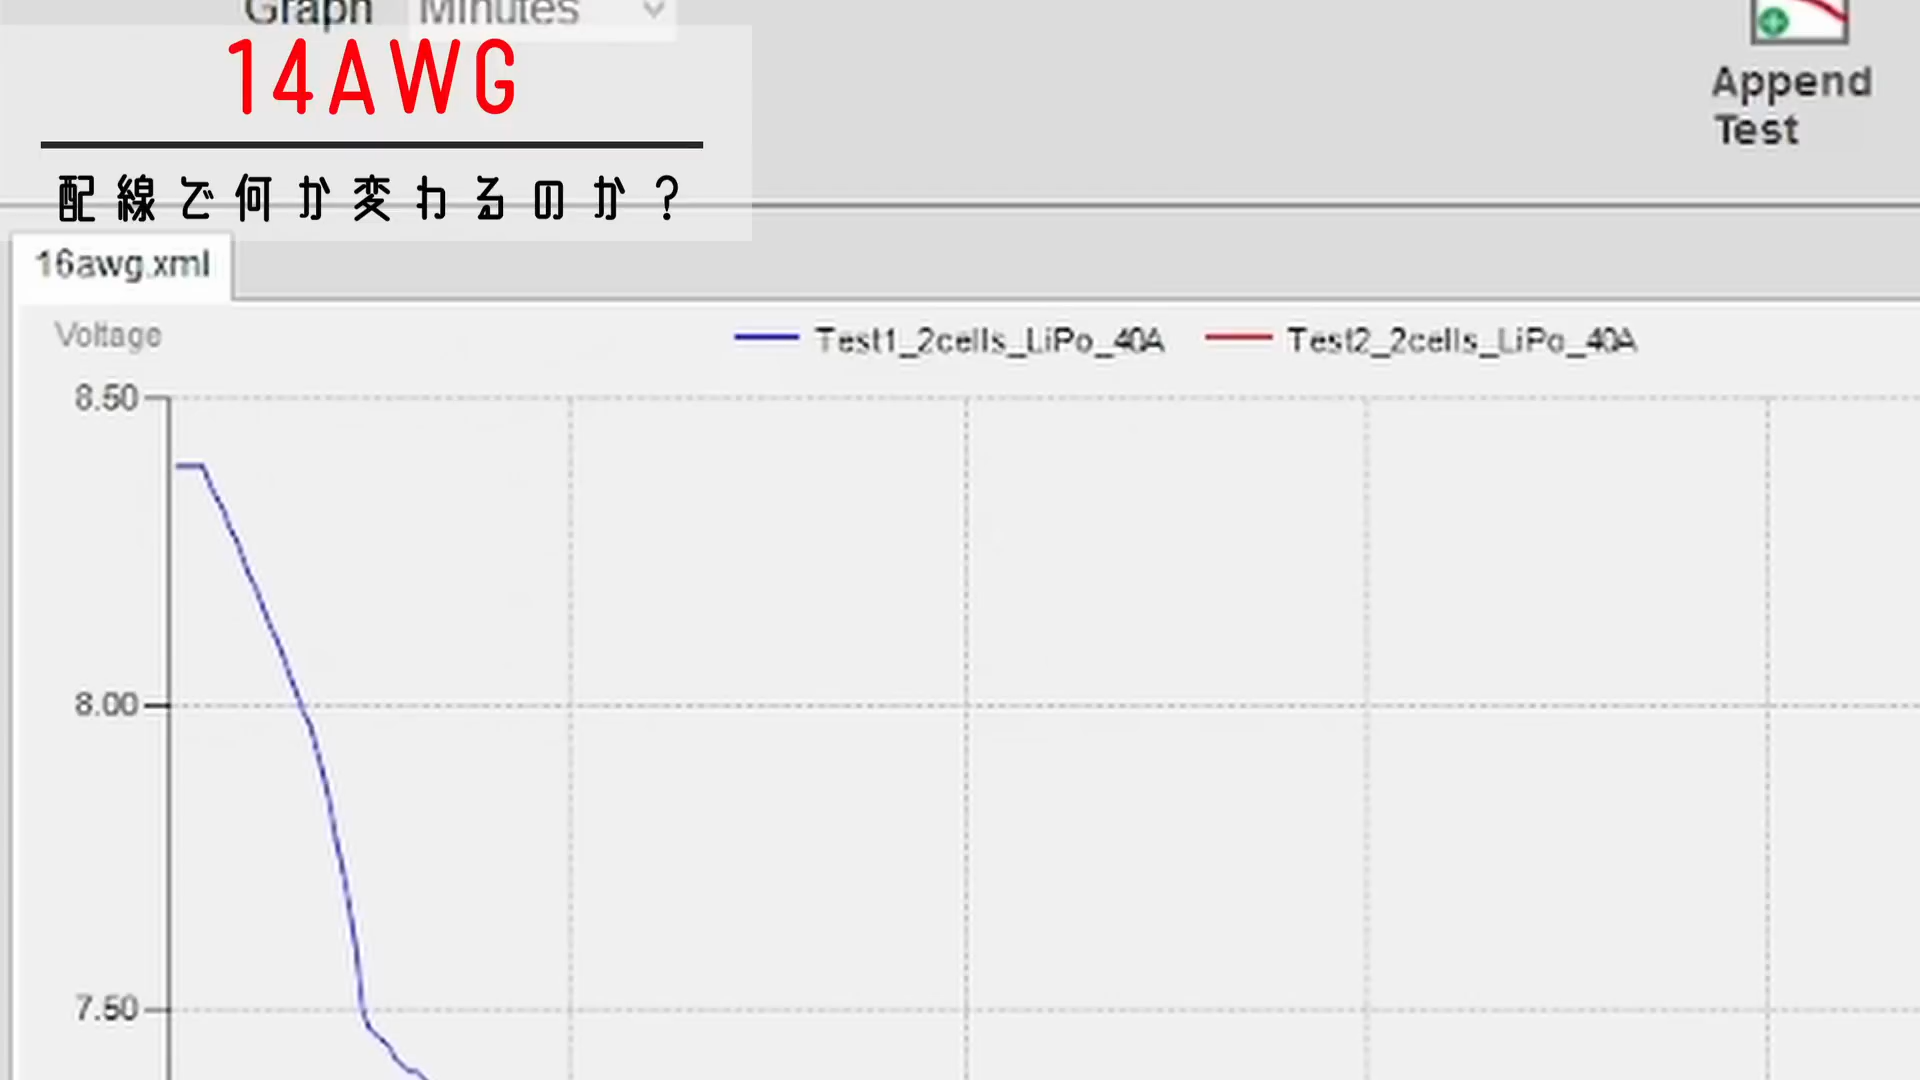 Graph Minutes
14AWG
配線で何か変わるのか?
Append
Test
16awg.xml
Voltage
Test1_2cells_LiPo_40A Test2_2cells_LiPo_40A
8.50
8.00
7.50